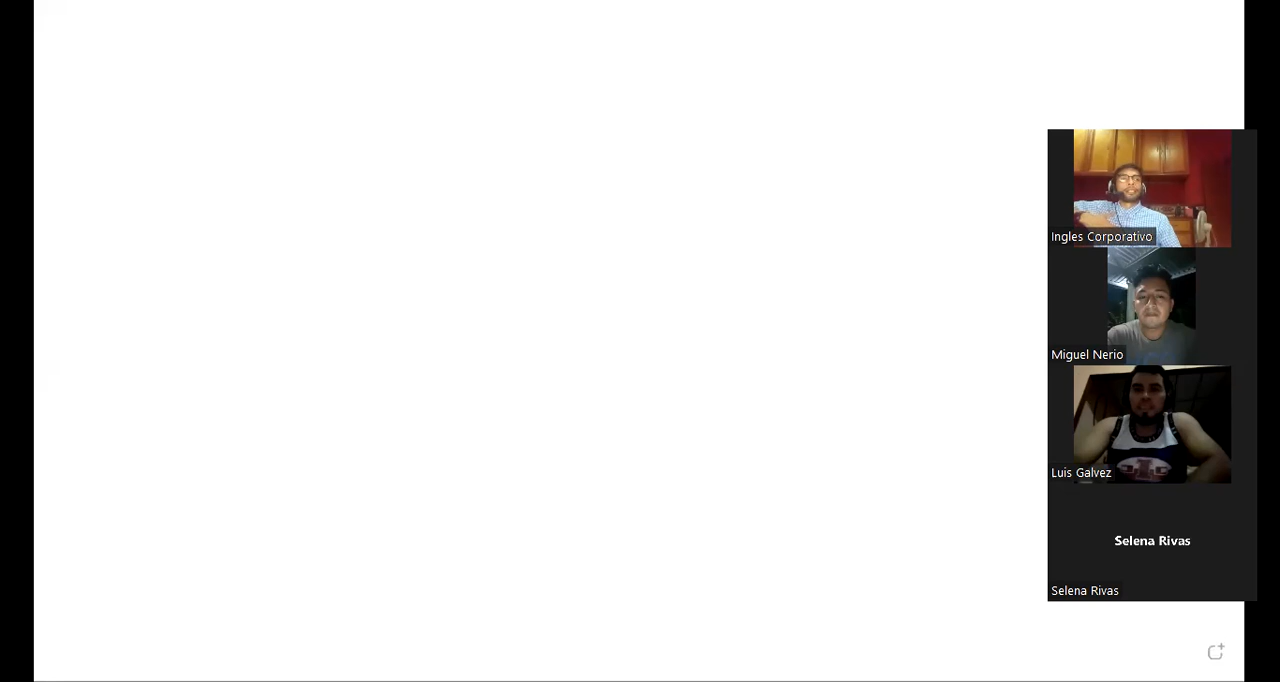 Ingles Corporativo
Miguel Nerio
Luis Galvez
Selena Rivas
Selena Rivas